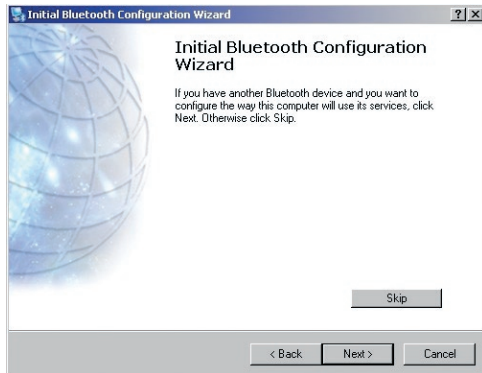 Initial Bluetooth Configuration Wizard
? ×
Initial Bluetooth Configuration
Wizard
If you have another Bluetooth device and you want to
configure the way this computer will use its services, click
Next. Otherwise click Skip.
Skip
< Back Next > Cancel